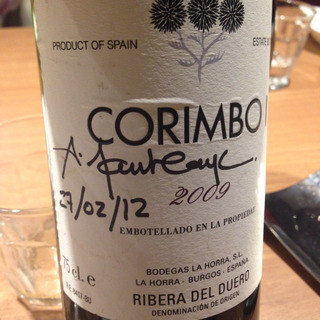 PRODUCT OF SPAIN
ESTATE
CORIMBO I
27/02/12
2009
EMBOTELLADO EN LA PROPIEDAD
75 cl. e
BODEGAS LA HORRA, S.L.
LA HORRA - BURGOS - ESPAÑA
RIBERA DEL DUERO
DENOMINACIÓN DE ORIGEN